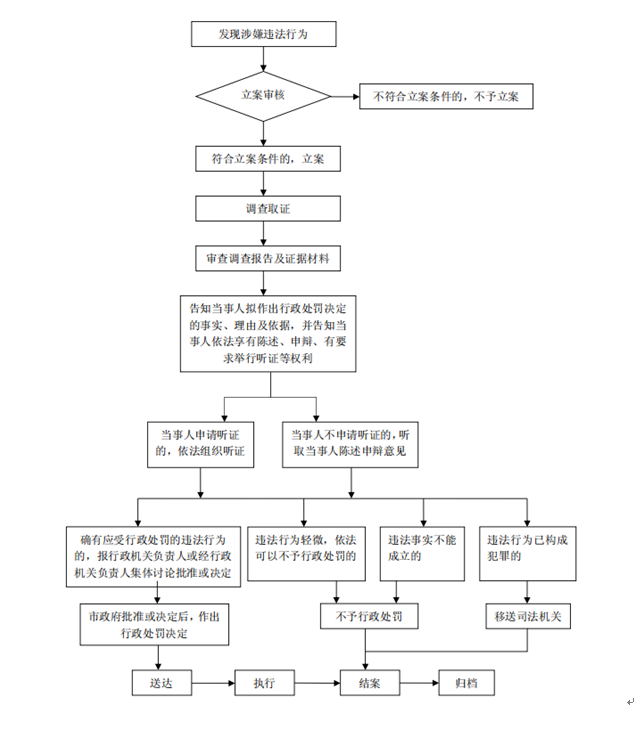 发现涉嫌违法行为
立案审核
不符合立案条件的，不予立案
符合立案条件的，立案
调查取证
审查调查报告及证据材料
告知当事人拟作出行政处罚决定
的事实、理由及依据，并告知当
事人依法享有陈述、申辩、有要
求举行听证等权利
当事人申请听证
的，依法组织听证
当事人不申请听证的，听
取当事人陈述申辩意见
确有应受行政处罚的违法行为
的，报行政机关负责人或经行政
机关负责人集体讨论批准或决定
违法行为轻微，依法
可以不予行政处罚的
违法事实不能
成立的
违法行为已构成
犯罪的
市政府批准或决定后，作出
行政处罚决定
不予行政处罚
移送司法机关
送达
执行
结案
归档